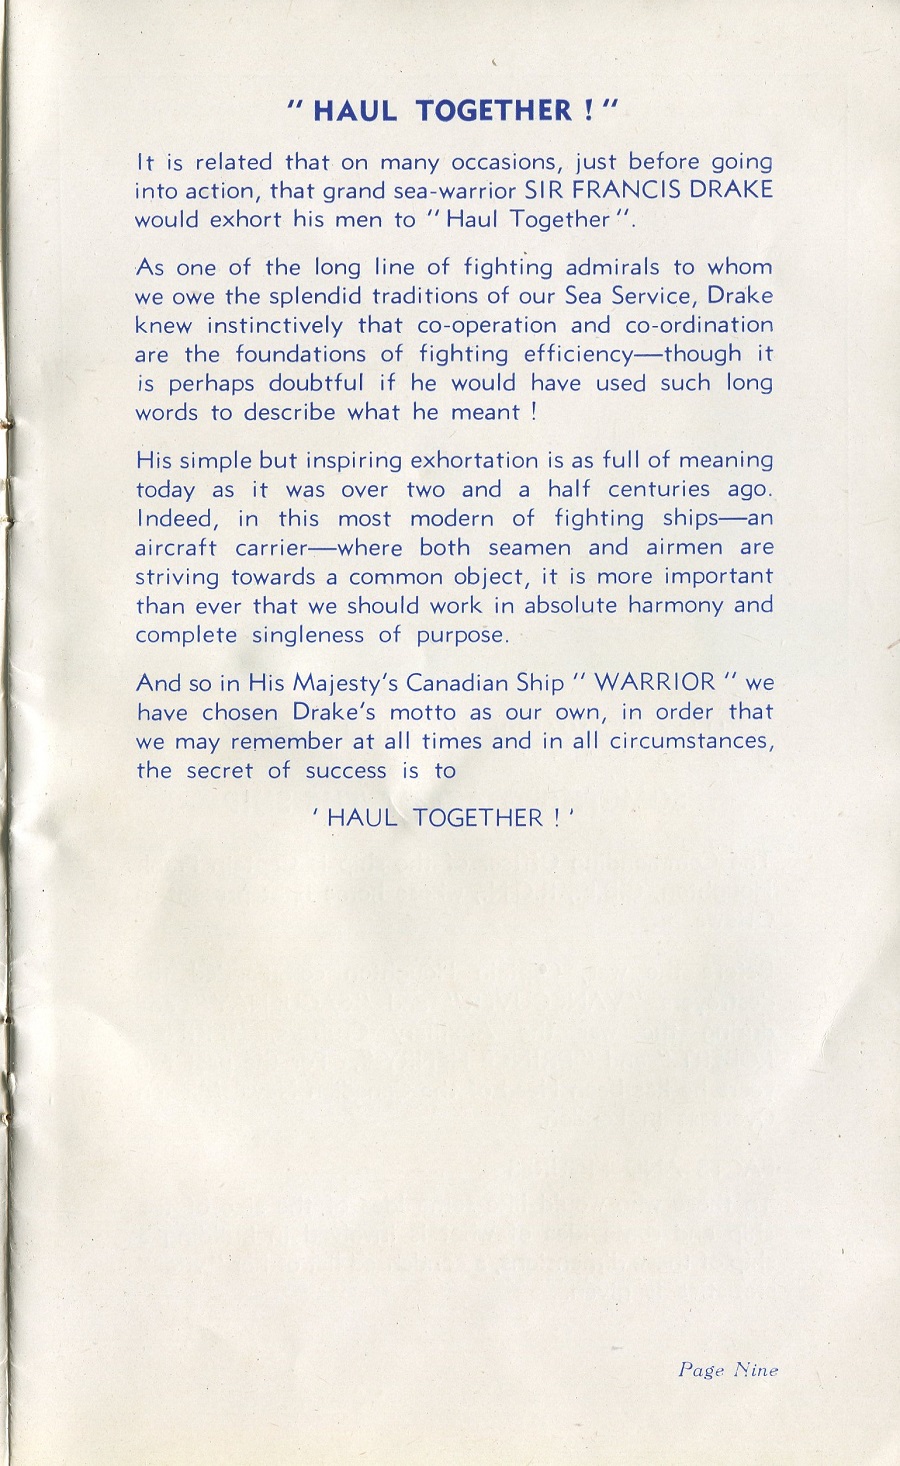 " HAUL TOGETHER ! "
It is related that on many occasions, just before going
into action, that grand sea-warrior SIR FRANCIS DRAKE
would exhort his men to " Haul Together ".
As one of the long line of fighting admirals to whom
we owe the splendid traditions of our Sea Service, Drake
knew instinctively that co-operation and co-ordination
are the foundations of fighting efficiency—though it
is perhaps doubtful if he would have used such long
words to describe what he meant !
His simple but inspiring exhortation is as full of meaning
today as it was over two and a half centuries ago.
Indeed, in this most modern of fighting ships—an
aircraft carrier—where both seamen and airmen are
striving towards a common object, it is more important
than ever that we should work in absolute harmony and
complete singleness of purpose.
And so in His Majesty's Canadian Ship " WARRIOR " we
have chosen Drake's motto as our own, in order that
we may remember at all times and in all circumstances,
the secret of success is to
' HAUL TOGETHER ! '
Page Nine